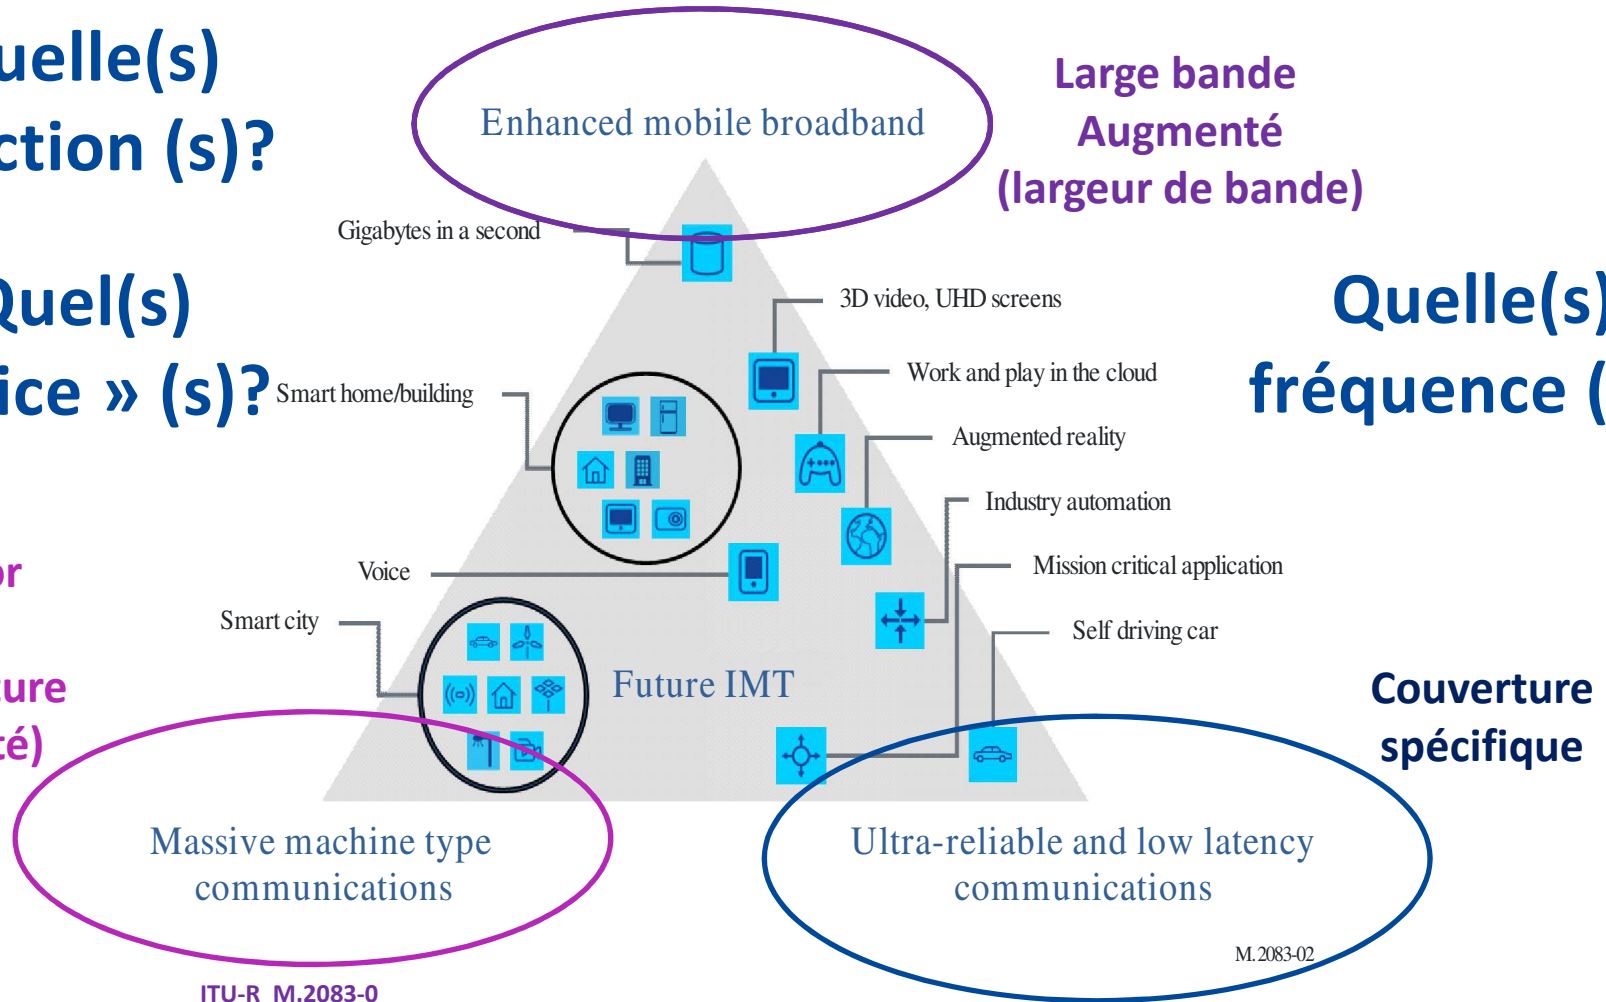 uelle(s)
ction (s)?
Enhanced mobile broadband
Large bande
Augmenté
(largeur de bande)
Gigabytes in a second
Quel(s)
ice » (s)?
3D video, UHD screens
Quelle(s)
fréquence (
Smart home/building
Work and play in the cloud
Augmented reality
Industry automation
or
Voice
Mission critical application
Smart city
Self driving car
ture
té)
Future IMT
Couverture
spécifique
Massive machine type
communications
Ultra-reliable and low latency
communications
M.2083-02
ITU-R M.2083-0